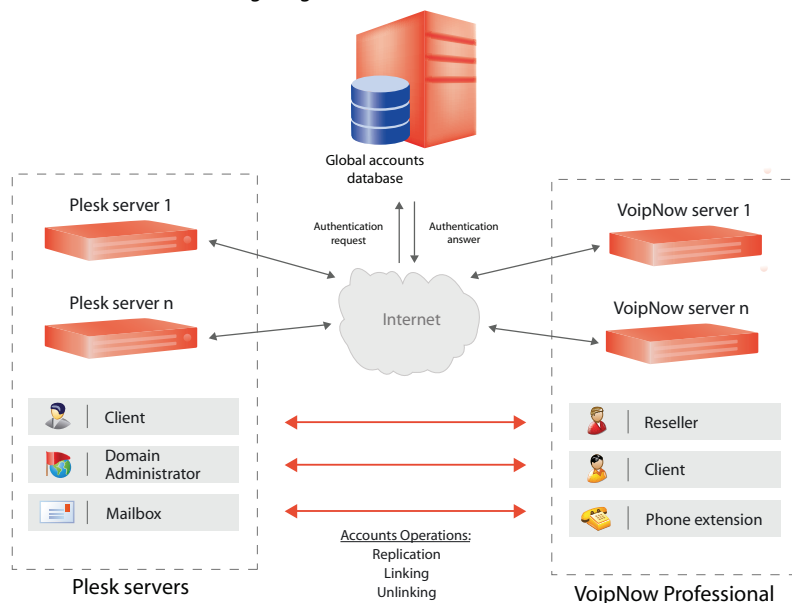 Global accounts
database
Plesk server 1
Authentication
request
Authentication
answer
VoipNow server 1
Plesk server n
Internet
VoipNow server n
Client
Reseller
Domain
Administrator
Client
Mailbox
Phone extension
Accounts Operations:
Replication
Linking
Unlinking
Plesk servers
VoipNow Professional